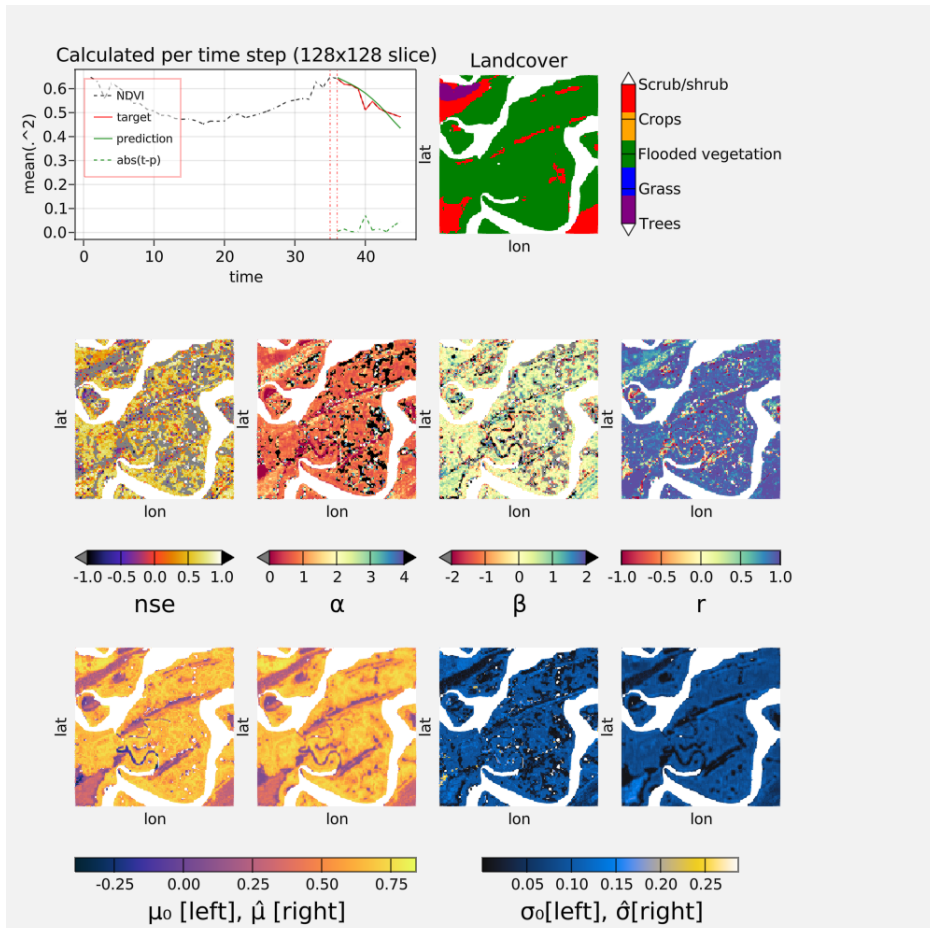 Calculated per time step (128x128 slice)
Landcover
mean(.^2)
0.6
0.5
0.4
0.3
0.2
0.1
0.0
NDVI
target
prediction
abs(t-p)
0 10 20 30 40
time
lat
lon
Scrub/shrub
Crops
Flooded vegetation
Grass
Trees
lat lat lat lat
lon lon lon lon
-1.0 -0.5 0.0 0.5 1.0
0 1 2 3 4
-2 -1 0 1 2
-1.0 -0.5 0.0 0.5 1.0
nse α β r
lat lat lat lat
lon lon lon lon
-0.25 0.00 0.25 0.50 0.75
0.05 0.10 0.15 0.20 0.25
μ₀ [left], μ̂ [right]
σ₀[left], σ̂[right]